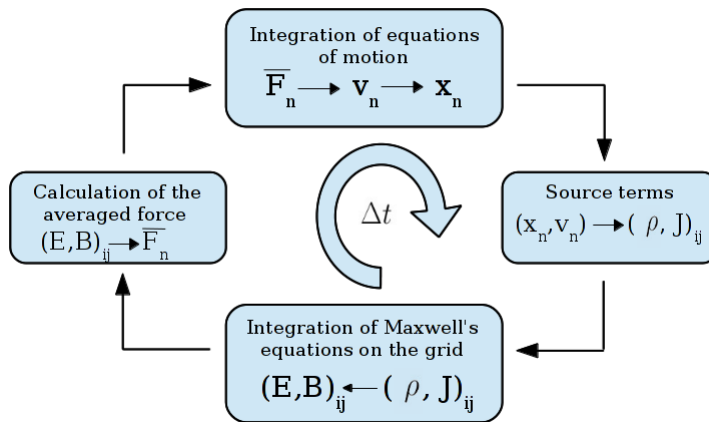 Integration of equations
of motion
F̅ₙ → vₙ → xₙ
Calculation of the
averaged force
(E,B)ᵢⱼ → F̅ₙ
Δt
Source terms
(xₙ,vₙ) → ( ρ, J)ᵢⱼ
Integration of Maxwell's
equations on the grid
(E,B)ᵢⱼ ← ( ρ, J)ᵢⱼ